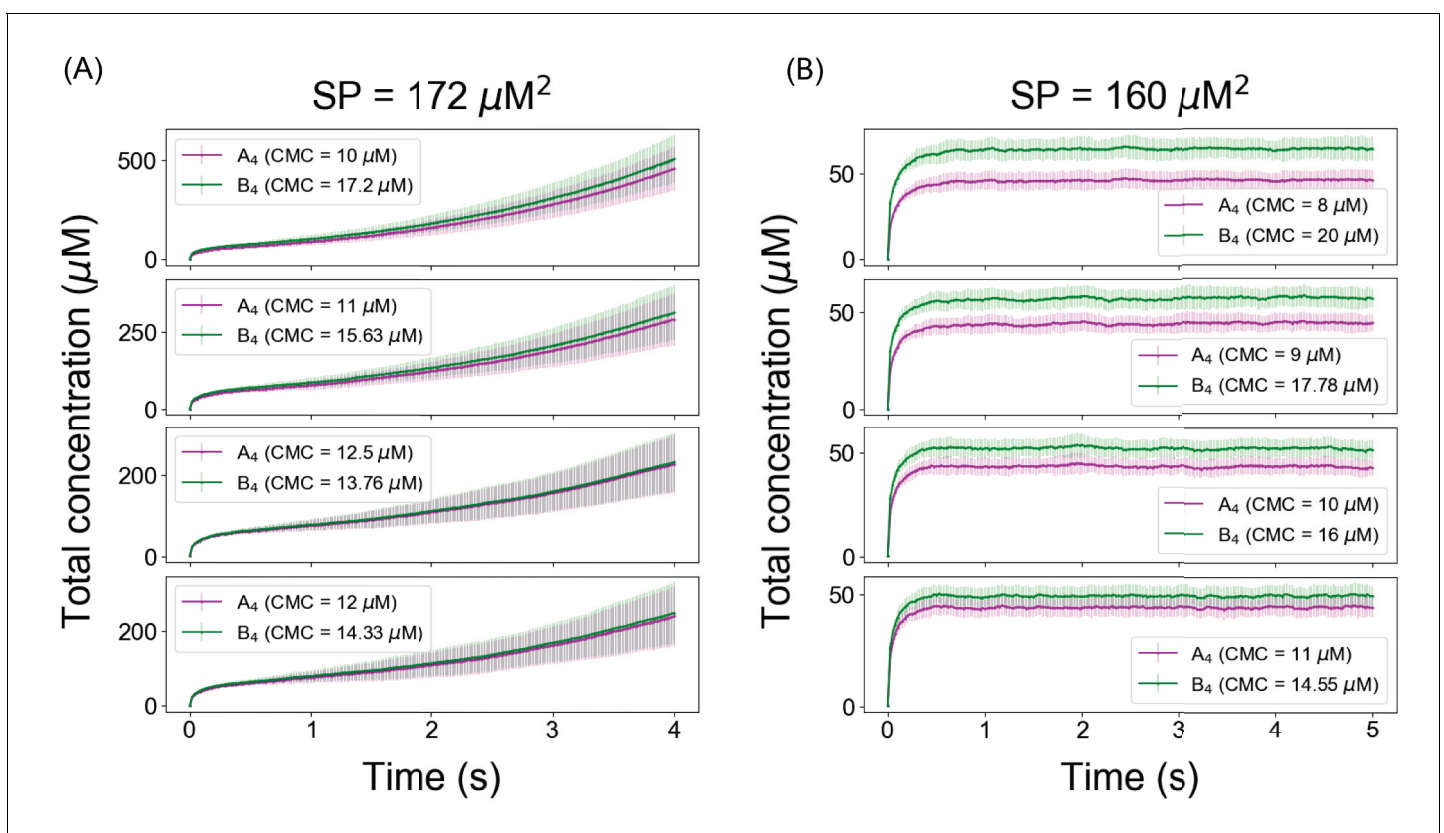 (A)
SP = 172 μM²
Total concentration (μM)
500
0
A₄ (CMC = 10 μM)
B₄ (CMC = 17.2 μM)
250
0
A₄ (CMC = 11 μM)
B₄ (CMC = 15.63 μM)
200
0
A₄ (CMC = 12.5 μM)
B₄ (CMC = 13.76 μM)
200
0
A₄ (CMC = 12 μM)
B₄ (CMC = 14.33 μM)
0 1 2 3 4
Time (s)
(B)
SP = 160 μM²
Total concentration (μM)
50
0
A₄ (CMC = 8 μM)
B₄ (CMC = 20 μM)
50
0
A₄ (CMC = 9 μM)
B₄ (CMC = 17.78 μM)
50
0
A₄ (CMC = 10 μM)
B₄ (CMC = 16 μM)
50
0
A₄ (CMC = 11 μM)
B₄ (CMC = 14.55 μM)
0 1 2 3 4 5
Time (s)